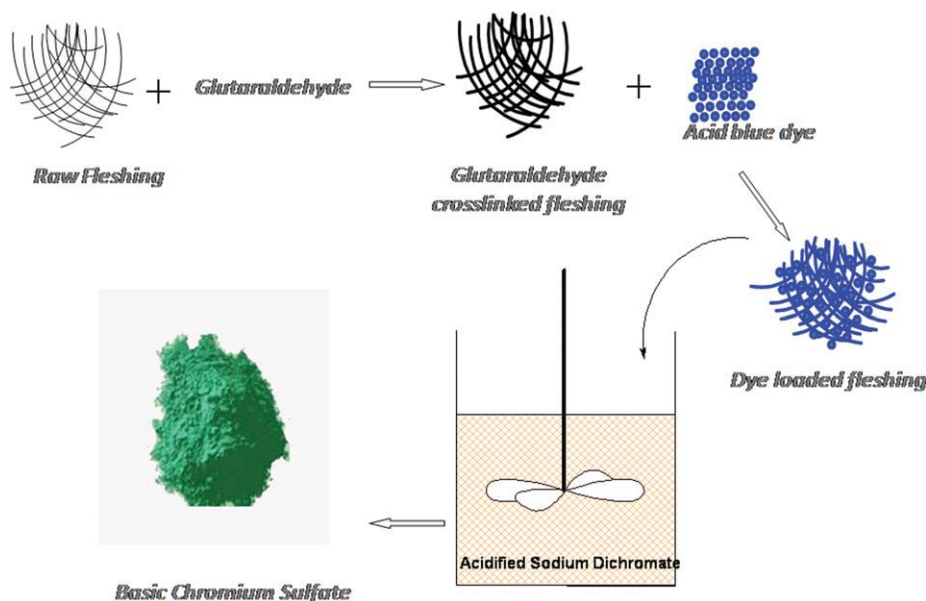 +
Glutaraldehyde
+
Raw Fleshing
Glutaraldehyde
crosslinked fleshing
Acid blue dye
Dye loaded fleshing
Acidified Sodium Dichromate
Basic Chromium Sulfate